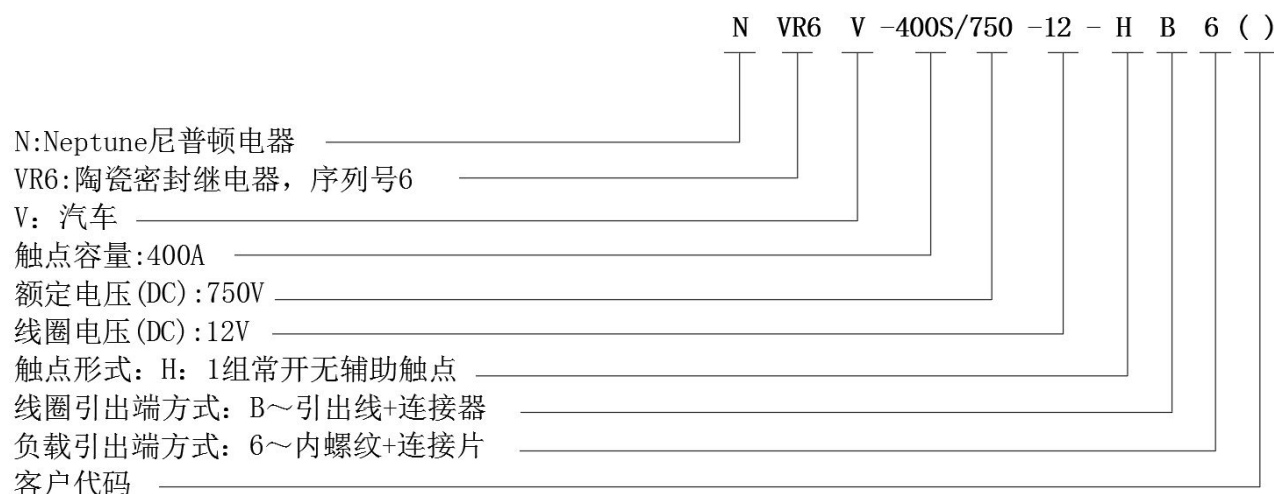 N VR6 V -400S/750 -12 - H B 6 ( )
N:Neptune尼普顿电器
VR6:陶瓷密封继电器，序列号6
V：汽车
触点容量:400A
额定电压(DC):750V
线圈电压(DC):12V
触点形式：H：1组常开无辅助触点
线圈引出端方式：B～引出线+连接器
负载引出端方式：6～内螺纹+连接片
客户代码